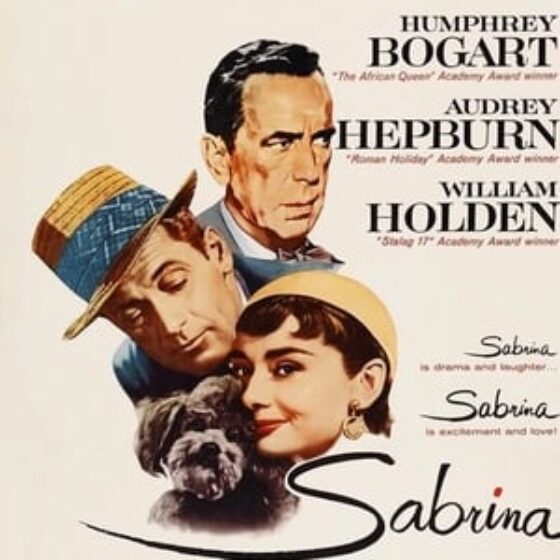 HUMPHREY
BOGART
"The African Queen" Academy Award winner
AUDREY
HEPBURN
"Roman Holiday" Academy Award winner
WILLIAM
HOLDEN
"Stalag 17" Academy Award winner
Sabrina
is drama and laughter...
Sabrina
is excitement and love!
Sabrina